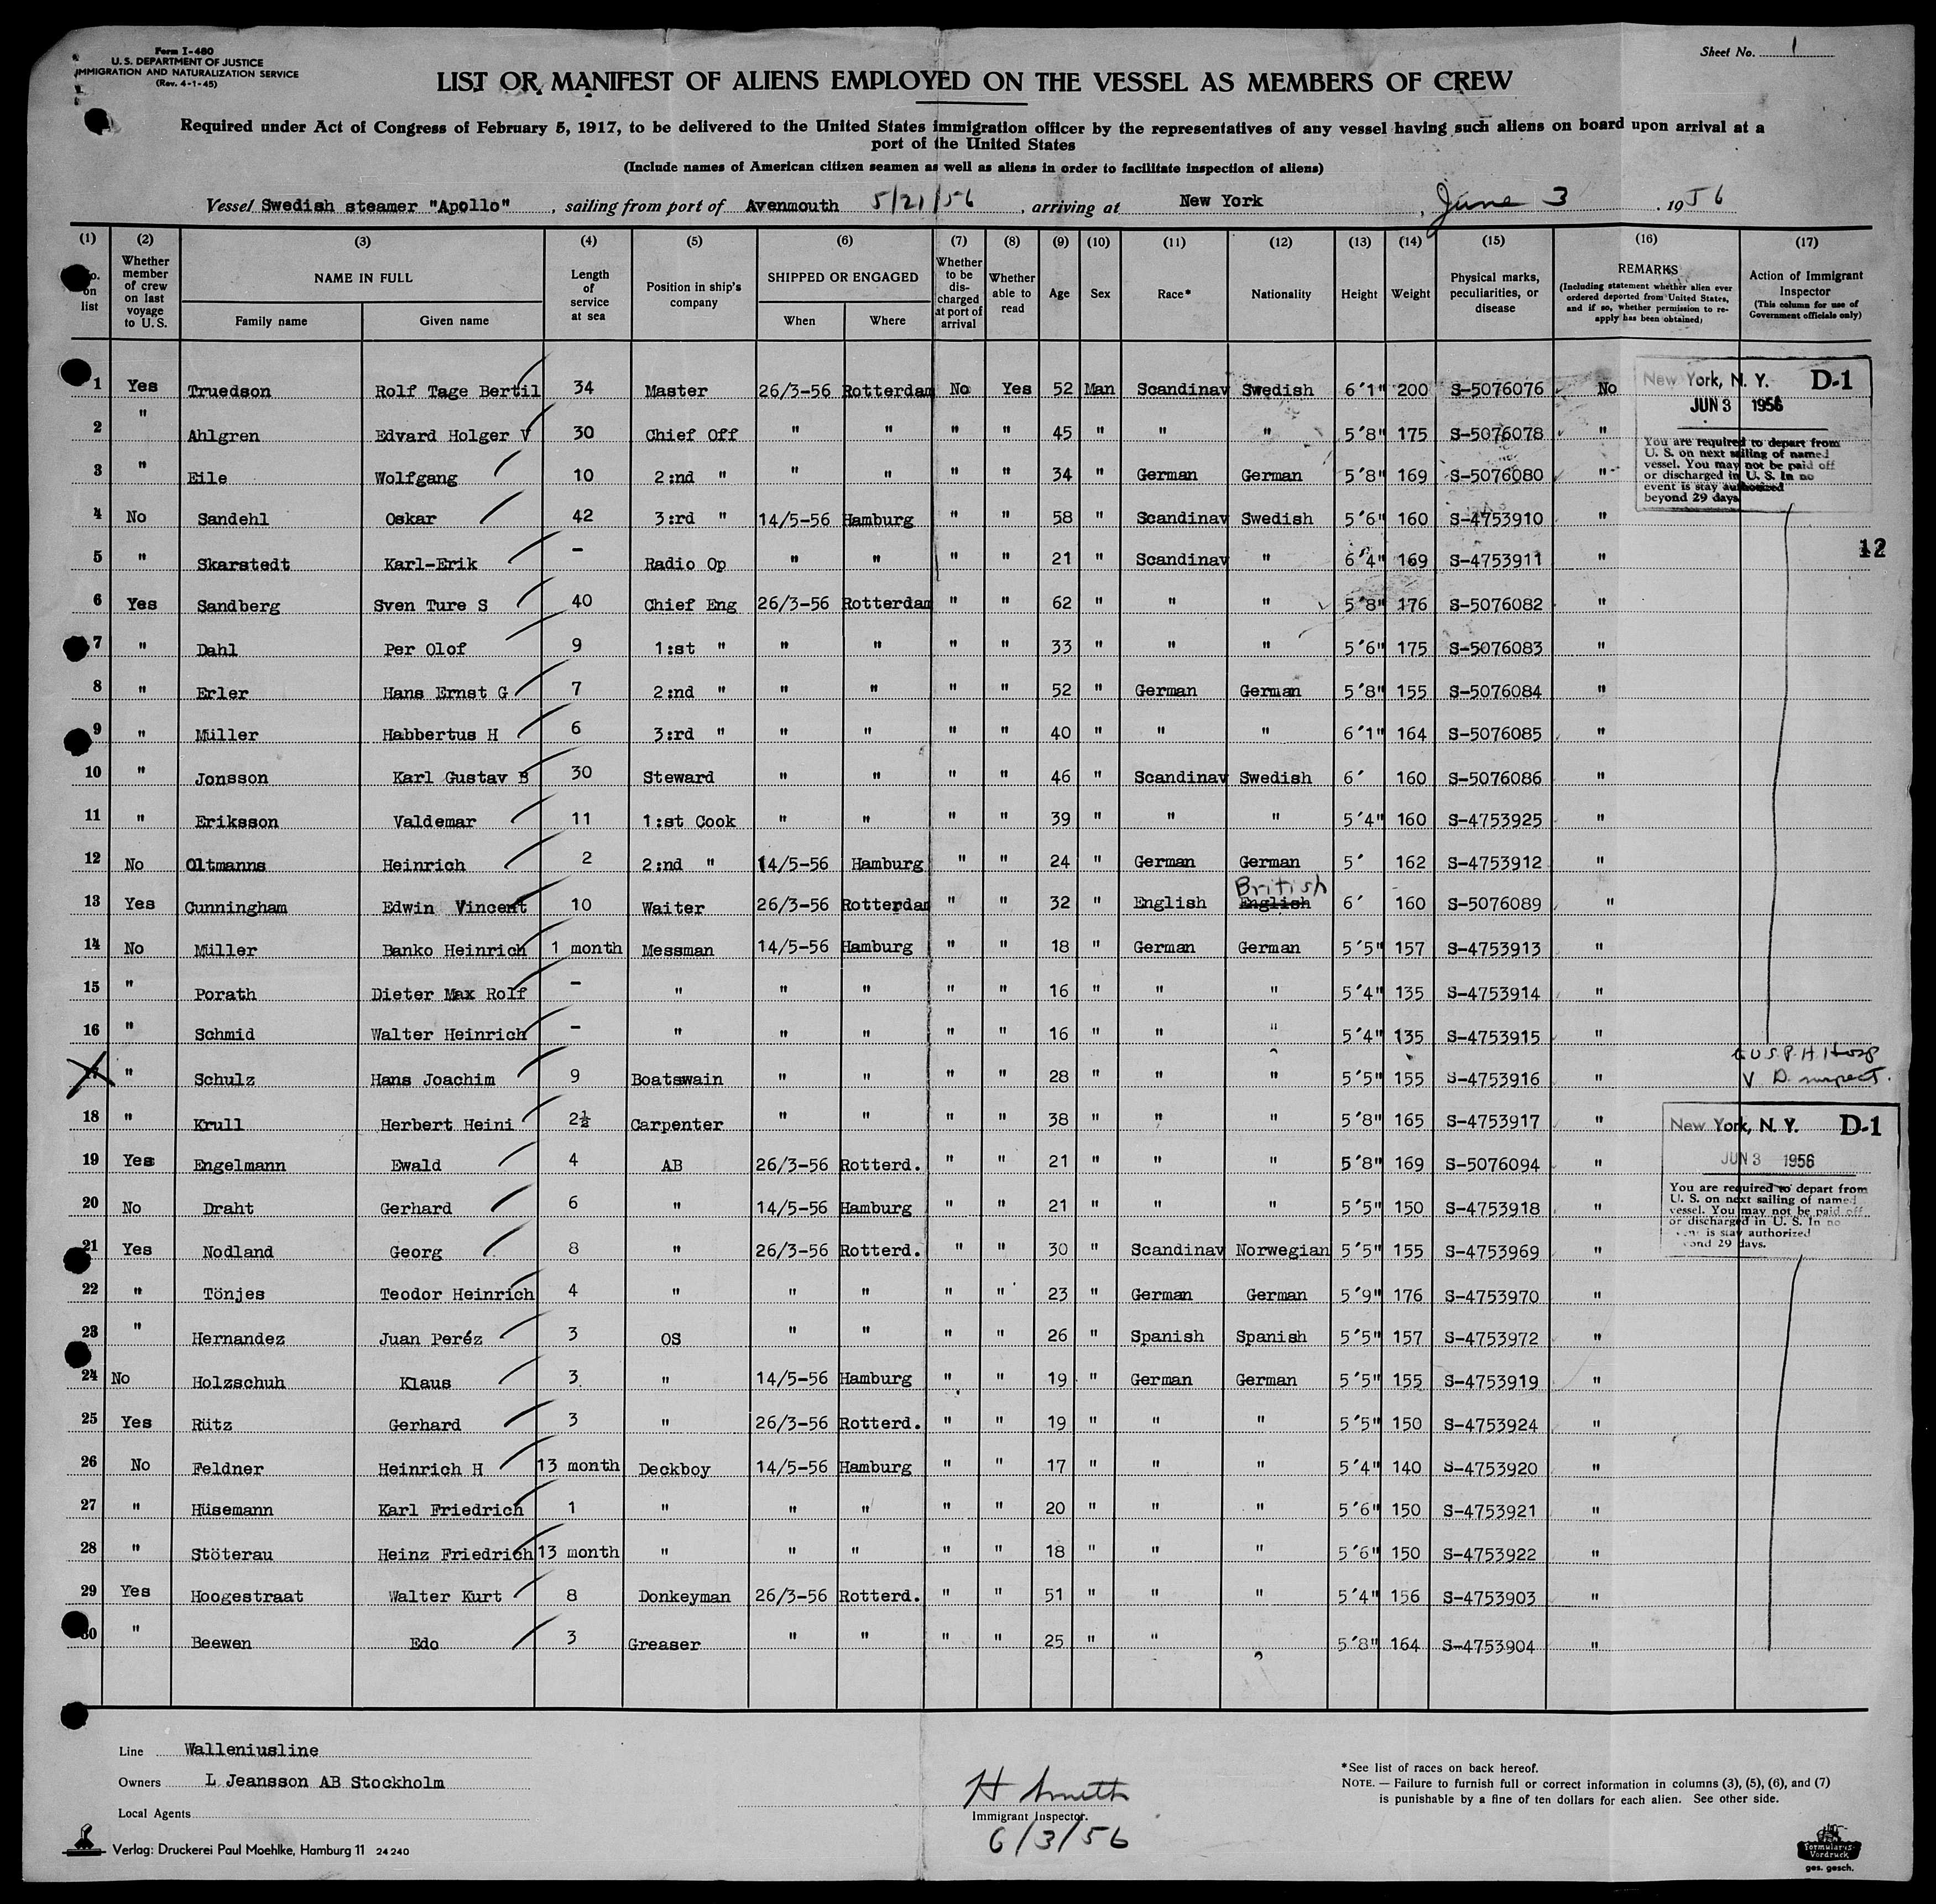 Form I-480
U. S. DEPARTMENT OF JUSTICE
IMMIGRATION AND NATURALIZATION SERVICE
(Rev. 4-1-45)
Sheet No. 1
LIST OR MANIFEST OF ALIENS EMPLOYED ON THE VESSEL AS MEMBERS OF CREW
Required under Act of Congress of February 5, 1917, to be delivered to the United States immigration officer by the representatives of any vessel having such aliens on board upon arrival at a
port of the United States
(Include names of American citizen seamen as well as aliens in order to facilitate inspection of aliens)
Vessel Swedish steamer "Apollo" , sailing from port of Avenmouth 5/21/56 , arriving at New York , June 3 , 1956
(1) (2) (3) (4) (5) (6) (7) (8) (9) (10) (11) (12) (13) (14) (15) (16) (17)
No. on list
Whether member of crew on last voyage to U. S.
NAME IN FULL
Family name
Given name
Length of service at sea
Position in ship's company
SHIPPED OR ENGAGED
When
Where
Whether to be discharged at port of arrival
Whether able to read
Age
Sex
Race*
Nationality
Height
Weight
Physical marks, peculiarities, or disease
REMARKS
(Including statement whether alien ever ordered deported from United States, and if so, whether permission to re-apply has been obtained)
Action of Immigrant Inspector
(This column for use of Government officials only)
1 Yes Truedson Rolf Tage Bertil 34 Master 26/3-56 Rotterdam No Yes 52 Man Scandinav Swedish 6'1" 200 S-5076076 No
2 " Ahlgren Edvard Holger V 30 Chief Off " " " " 45 " " " 5'8" 175 S-5076078 "
3 " Eile Wolfgang 10 2:nd " " " " " 34 " German German 5'8" 169 S-5076080 "
4 No Sandehl Oskar 42 3:rd " 14/5-56 Hamburg " " 58 " Scandinav Swedish 5'6" 160 S-4753910 "
5 " Skarstedt Karl-Erik - Radio Op " " " " 21 " Scandinav " 6'4" 169 S-4753911 "
6 Yes Sandberg Sven Ture S 40 Chief Eng 26/3-56 Rotterdam " " 62 " " " 5'8" 176 S-5076082 "
7 " Dahl Per Olof 9 1:st " " " " " 33 " " " 5'6" 175 S-5076083 "
8 " Erler Hans Ernst G 7 2:nd " " " " " 52 " German German 5'8" 155 S-5076084 "
9 " Müller Habbertus H 6 3:rd " " " " " 40 " " " 6'1" 164 S-5076085 "
10 " Jonsson Karl Gustav B 30 Steward " " " " 46 " Scandinav Swedish 6' 160 S-5076086 "
11 " Eriksson Valdemar 11 1:st Cook " " " " 39 " " " 5'4" 160 S-4753925 "
12 No Oltmanns Heinrich 2 2:nd " 14/5-56 Hamburg " " 24 " German German 5' 162 S-4753912 "
13 Yes Cunningham Edwin Vincent 10 Waiter 26/3-56 Rotterdam " " 32 " English English British 6' 160 S-5076089 "
14 No Müller Banko Heinrich 1 month Messman 14/5-56 Hamburg " " 18 " German German 5'5" 157 S-4753913 "
15 " Porath Dieter Max Rolf - " " " " " 16 " " " 5'4" 135 S-4753914 "
16 " Schmid Walter Heinrich - " " " " " 16 " " " 5'4" 135 S-4753915 "
17 " Schulz Hans Joachim 9 Boatswain " " " " 28 " " " 5'5" 155 S-4753916 " U S. P. H. Hosp V D. suspect.
18 " Krull Herbert Heini 2½ Carpenter " " " " 38 " " " 5'8" 165 S-4753917 "
19 Yes Engelmann Ewald 4 AB 26/3-56 Rotterd. " " 21 " " " 5'8" 169 S-5076094 "
20 No Draht Gerhard 6 " 14/5-56 Hamburg " " 21 " " " 5'5" 150 S-4753918 "
21 Yes Nodland Georg 8 " 26/3-56 Rotterd. " " 30 " Scandinav Norwegian 5'5" 155 S-4753969 "
22 " Tönjes Teodor Heinrich 4 " " " " " 23 " German German 5'9" 176 S-4753970 "
23 " Hernandez Juan Peréz 3 OS " " " " 26 " Spanish Spanish 5'5" 157 S-4753972 "
24 No Holzschuh Klaus 3 " 14/5-56 Hamburg " " 19 " German German 5'5" 155 S-4753919 "
25 Yes Rütz Gerhard 3 " 26/3-56 Rotterd. " " 19 " " " 5'5" 150 S-4753924 "
26 No Feldner Heinrich H 13 month Deckboy 14/5-56 Hamburg " " 17 " " " 5'4" 140 S-4753920 "
27 " Hüsemann Karl Friedrich 1 " " " " " 20 " " " 5'6" 150 S-4753921 "
28 " Stöterau Heinz Friedrich 13 month " " " " " 18 " " " 5'6" 150 S-4753922 "
29 Yes Hoogestraat Walter Kurt 8 Donkeyman 26/3-56 Rotterd. " " 51 " " " 5'4" 156 S-4753903 "
30 " Beewen Edo 3 Greaser " " " " 25 " " " 5'8" 164 S-4753904 "
New York, N. Y. D-1
JUN 3 1956
You are required to depart from
U. S. on next sailing of named
vessel. You may not be paid off
or discharged in U. S. In no
event is stay authorized
beyond 29 days
12
New York, N. Y. D-1
JUN 3 1956
You are required to depart from
U. S. on next sailing of named
vessel. You may not be paid off
or discharged in U. S. In no
is stay authorized
ond 29 days.
Line Walleniusline
Owners L Jeansson AB Stockholm
Local Agents
H Smith
Immigrant Inspector.
6/3/56
*See list of races on back hereof.
NOTE. — Failure to furnish full or correct information in columns (3), (5), (6), and (7)
is punishable by a fine of ten dollars for each alien. See other side.
Verlag: Druckerei Paul Moehlke, Hamburg 11 24 240
Formularis-
Vordruck
ges. gesch.